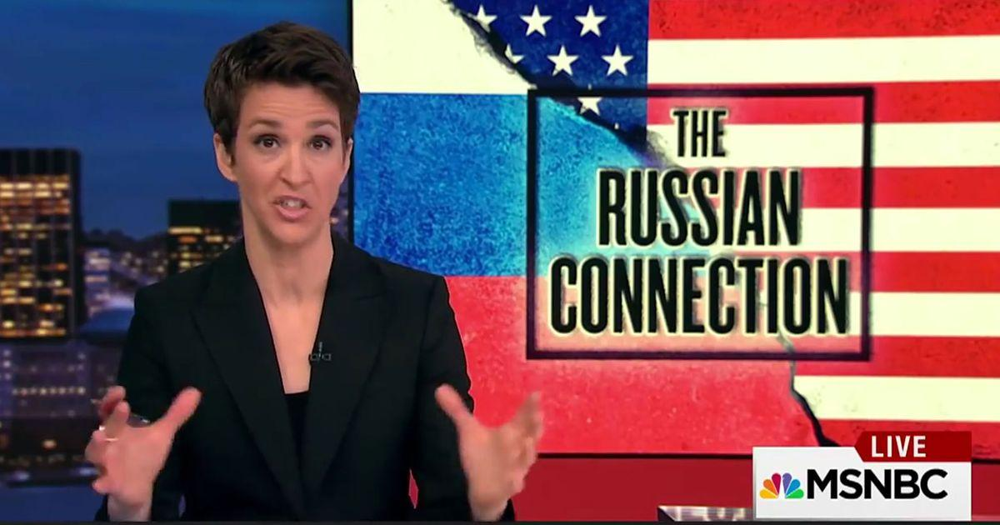 THE
RUSSIAN
CONNECTION
LIVE
MSNBC